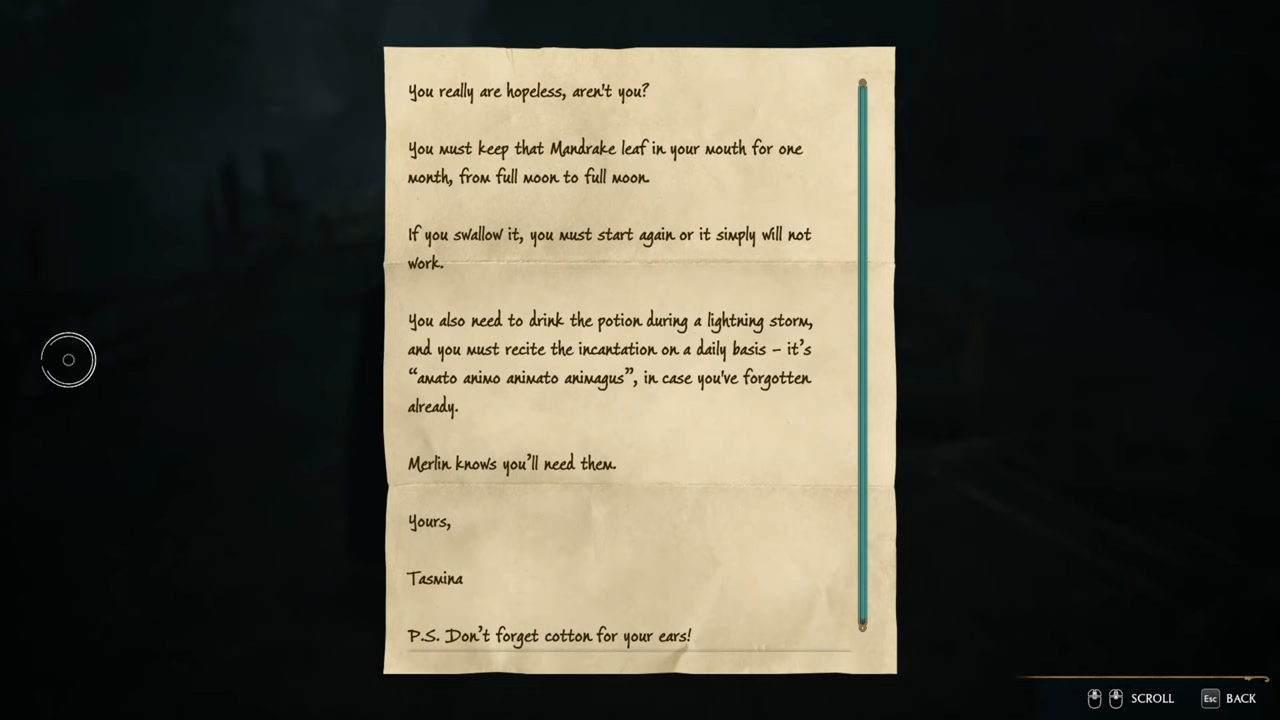 You really are hopeless, aren't you?
You must keep that Mandrake leaf in your mouth for one
month, from full moon to full moon.
If you swallow it, you must start again or it simply will not
work.
You also need to drink the potion during a lightning storm,
and you must recite the incantation on a daily basis – it's
“amato animo animato animagus”, in case you've forgotten
already.
Merlin knows you'll need them.
Yours,
Tasmina
P.S. Don't forget cotton for your ears!
SCROLL
Esc BACK